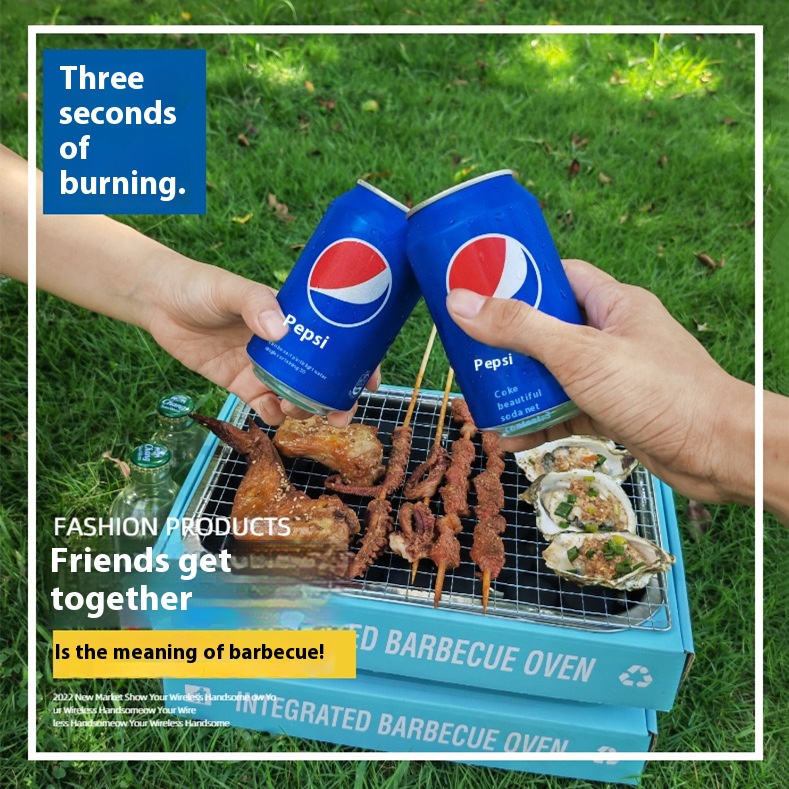 Three
seconds
of
burning.
Pepsi
Pepsi
Coke
beautiful
soda net
FASHION PRODUCTS
Friends get
together
Is the meaning of barbecue!
ED BARBECUE OVEN
2022 New Market Show Your Wireless Handsome ow Yo
ur Wireless Handsomeow Your Wire
less Handsomeow Your Wireless Handsome
INTEGRATED BARBECUE OVEN